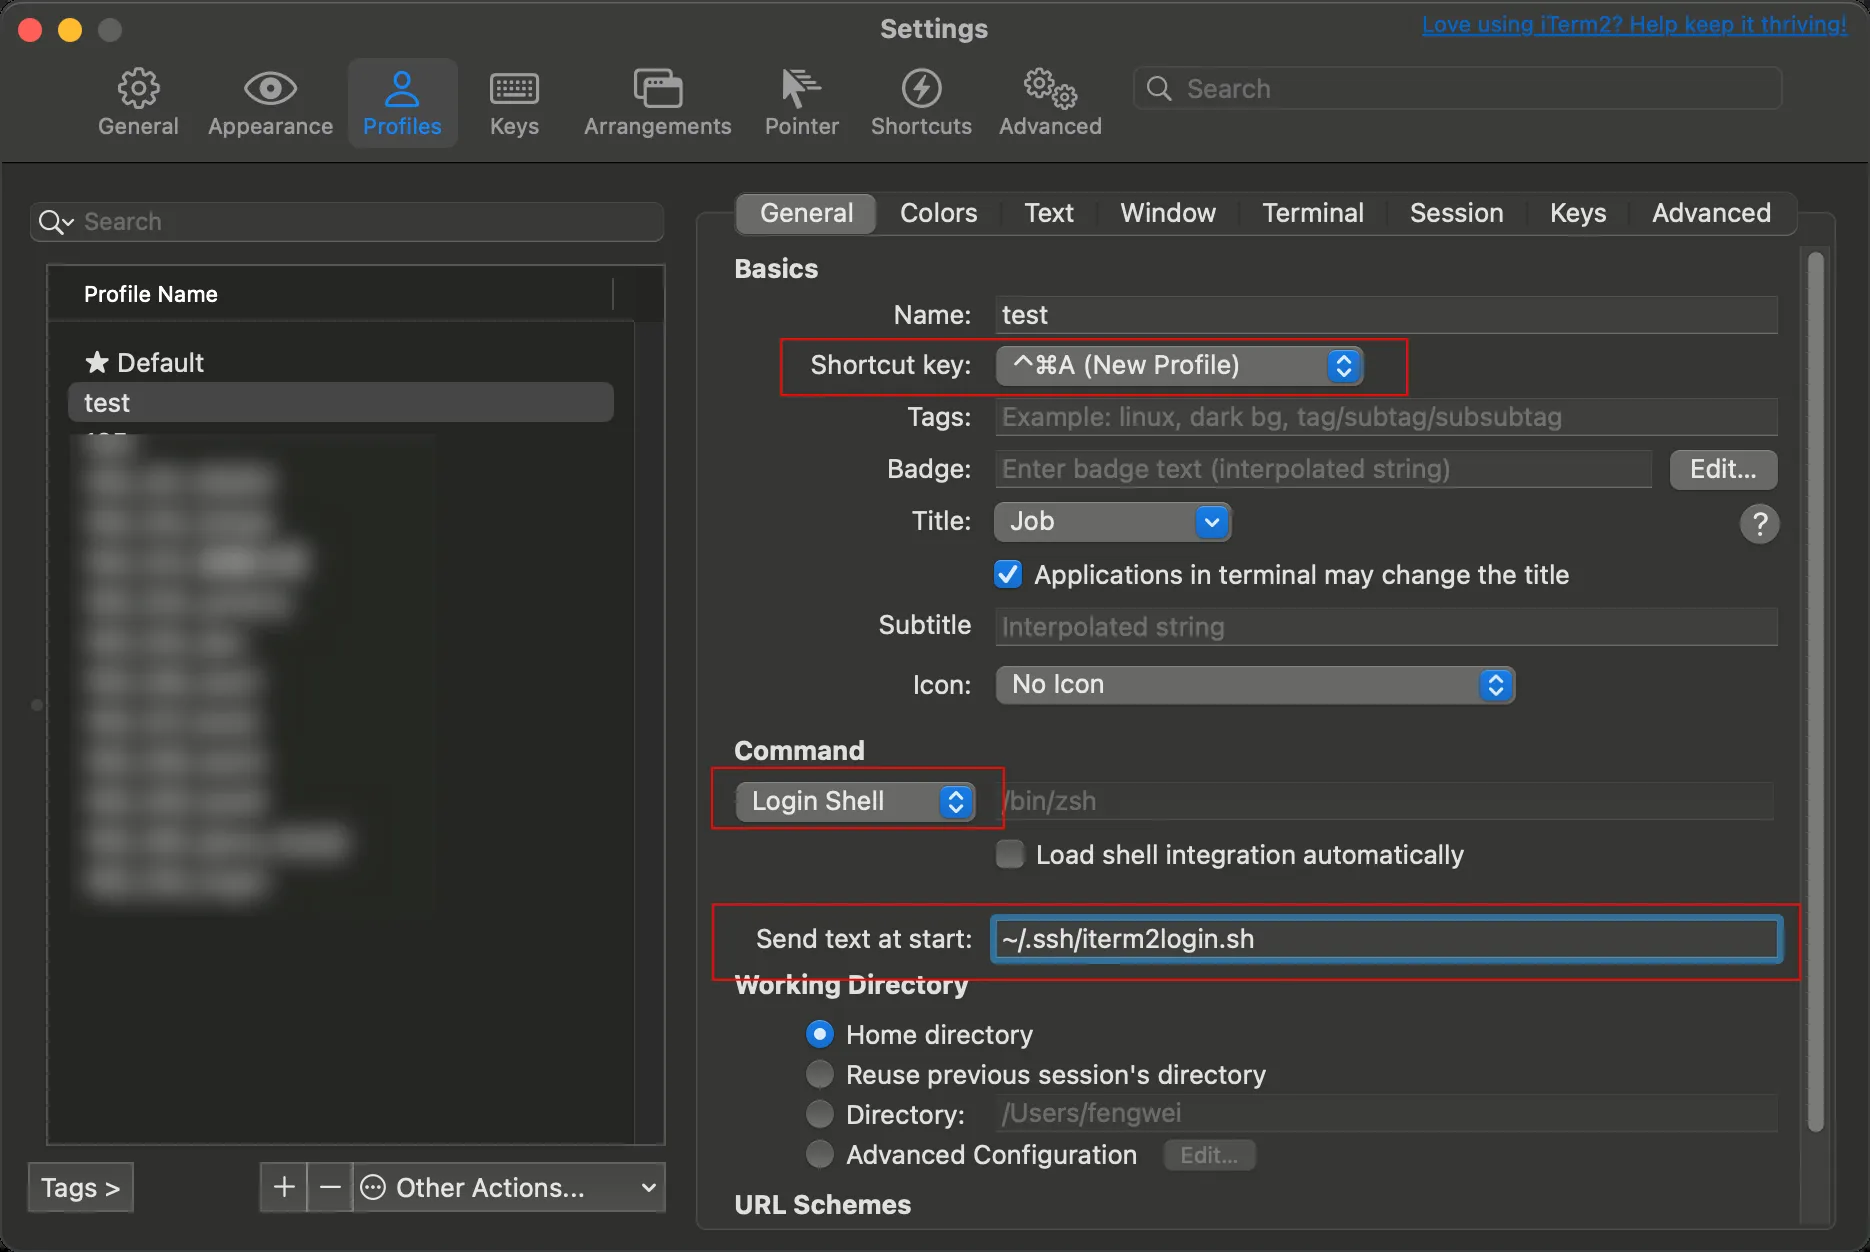 Settings
Love using iTerm2? Help keep it thriving!
General
Appearance
Profiles
Keys
Arrangements
Pointer
Shortcuts
Advanced
Search
Search
Profile Name
★ Default
test
Tags >
+
−
Other Actions...
General
Colors
Text
Window
Terminal
Session
Keys
Advanced
Basics
Name: test
Shortcut key: ^⌘A (New Profile)
Tags: Example: linux, dark bg, tag/subtag/subsubtag
Badge: Enter badge text (interpolated string) Edit...
Title: Job ?
Applications in terminal may change the title
Subtitle Interpolated string
Icon: No Icon
Command
Login Shell /bin/zsh
Load shell integration automatically
Send text at start: ~/.ssh/iterm2login.sh
Working Directory
Home directory
Reuse previous session's directory
Directory: /Users/fengwei
Advanced Configuration Edit...
URL Schemes